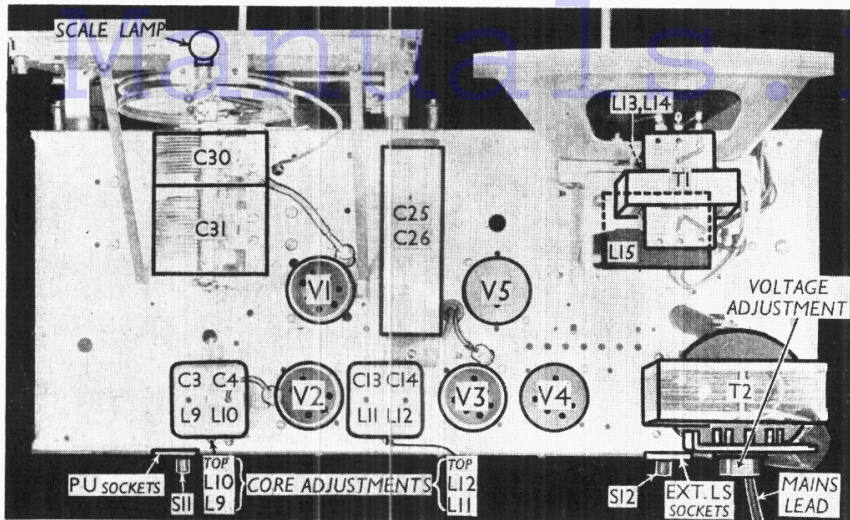 Manuals.
SCALE LAMP
L13, L14
C30
T1
C31
C25
C26
L15
V1
V5
VOLTAGE
ADJUSTMENT
C3 C4
V2
C13 C14
V3
V4
T2
L9 L10
L11 L12
PU SOCKETS
S11
TOP
L10
L9
CORE ADJUSTMENTS
TOP
L12
L11
S12
EXT. LS
SOCKETS
MAINS
LEAD